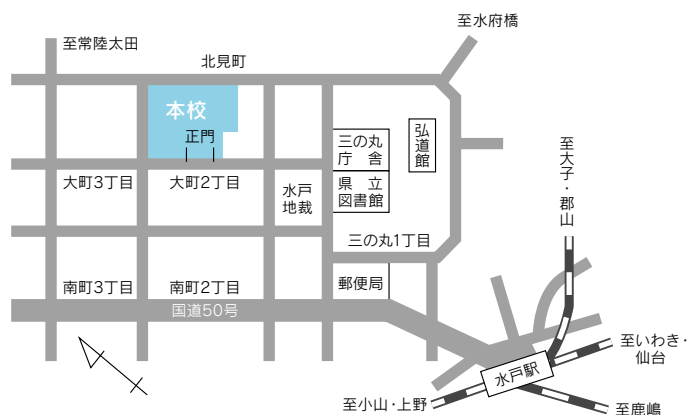 至水府橋
至常陸太田
北見町
本校
正門
三の丸
庁 舎
弘道館
至大子・郡山
大町3丁目
大町2丁目
水戸
地裁
県 立
図書館
三の丸1丁目
南町3丁目
南町2丁目
郵便局
国道50号
至いわき・
仙台
水戸駅
至小山・上野
至鹿嶋